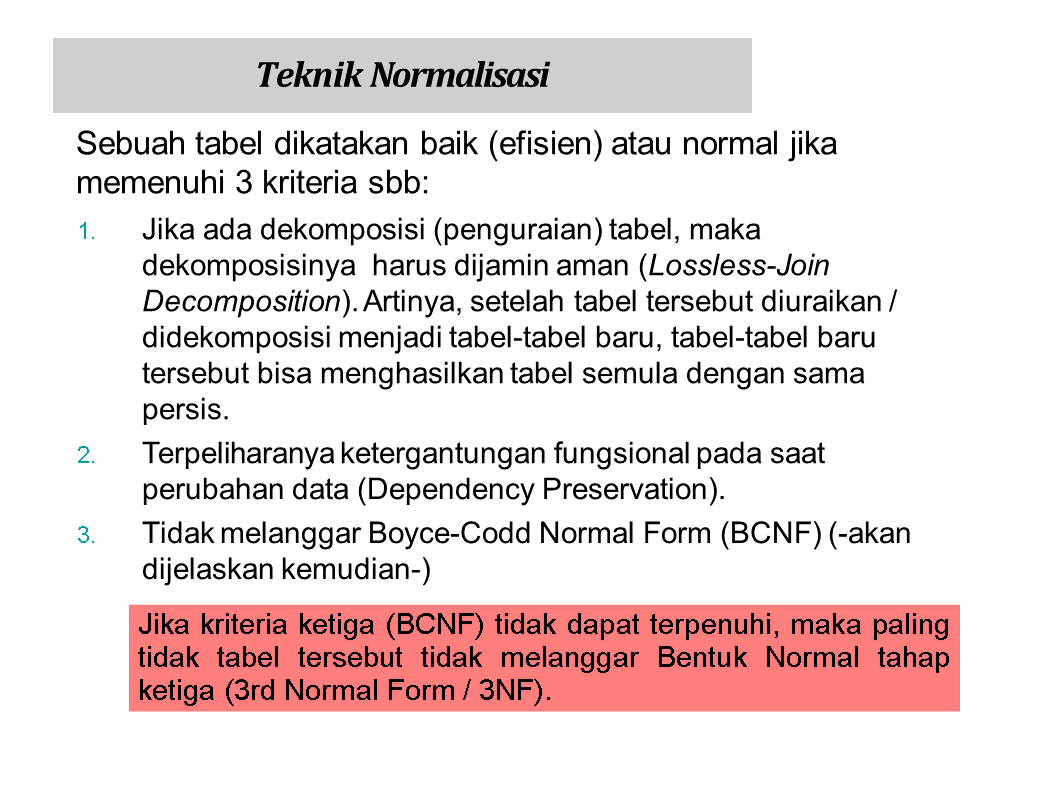 Teknik Normalisasi
Sebuah tabel dikatakan baik (efisien) atau normal jika
memenuhi 3 kriteria sbb:
1. Jika ada dekomposisi (penguraian) tabel, maka
dekomposisinya harus dijamin aman (Lossless-Join
Decomposition). Artinya, setelah tabel tersebut diuraikan /
didekomposisi menjadi tabel-tabel baru, tabel-tabel baru
tersebut bisa menghasilkan tabel semula dengan sama
persis.
2. Terpeliharanya ketergantungan fungsional pada saat
perubahan data (Dependency Preservation).
3. Tidak melanggar Boyce-Codd Normal Form (BCNF) (-akan
dijelaskan kemudian-)
Jika kriteria ketiga (BCNF) tidak dapat terpenuhi, maka paling
tidak tabel tersebut tidak melanggar Bentuk Normal tahap
ketiga (3rd Normal Form / 3NF).